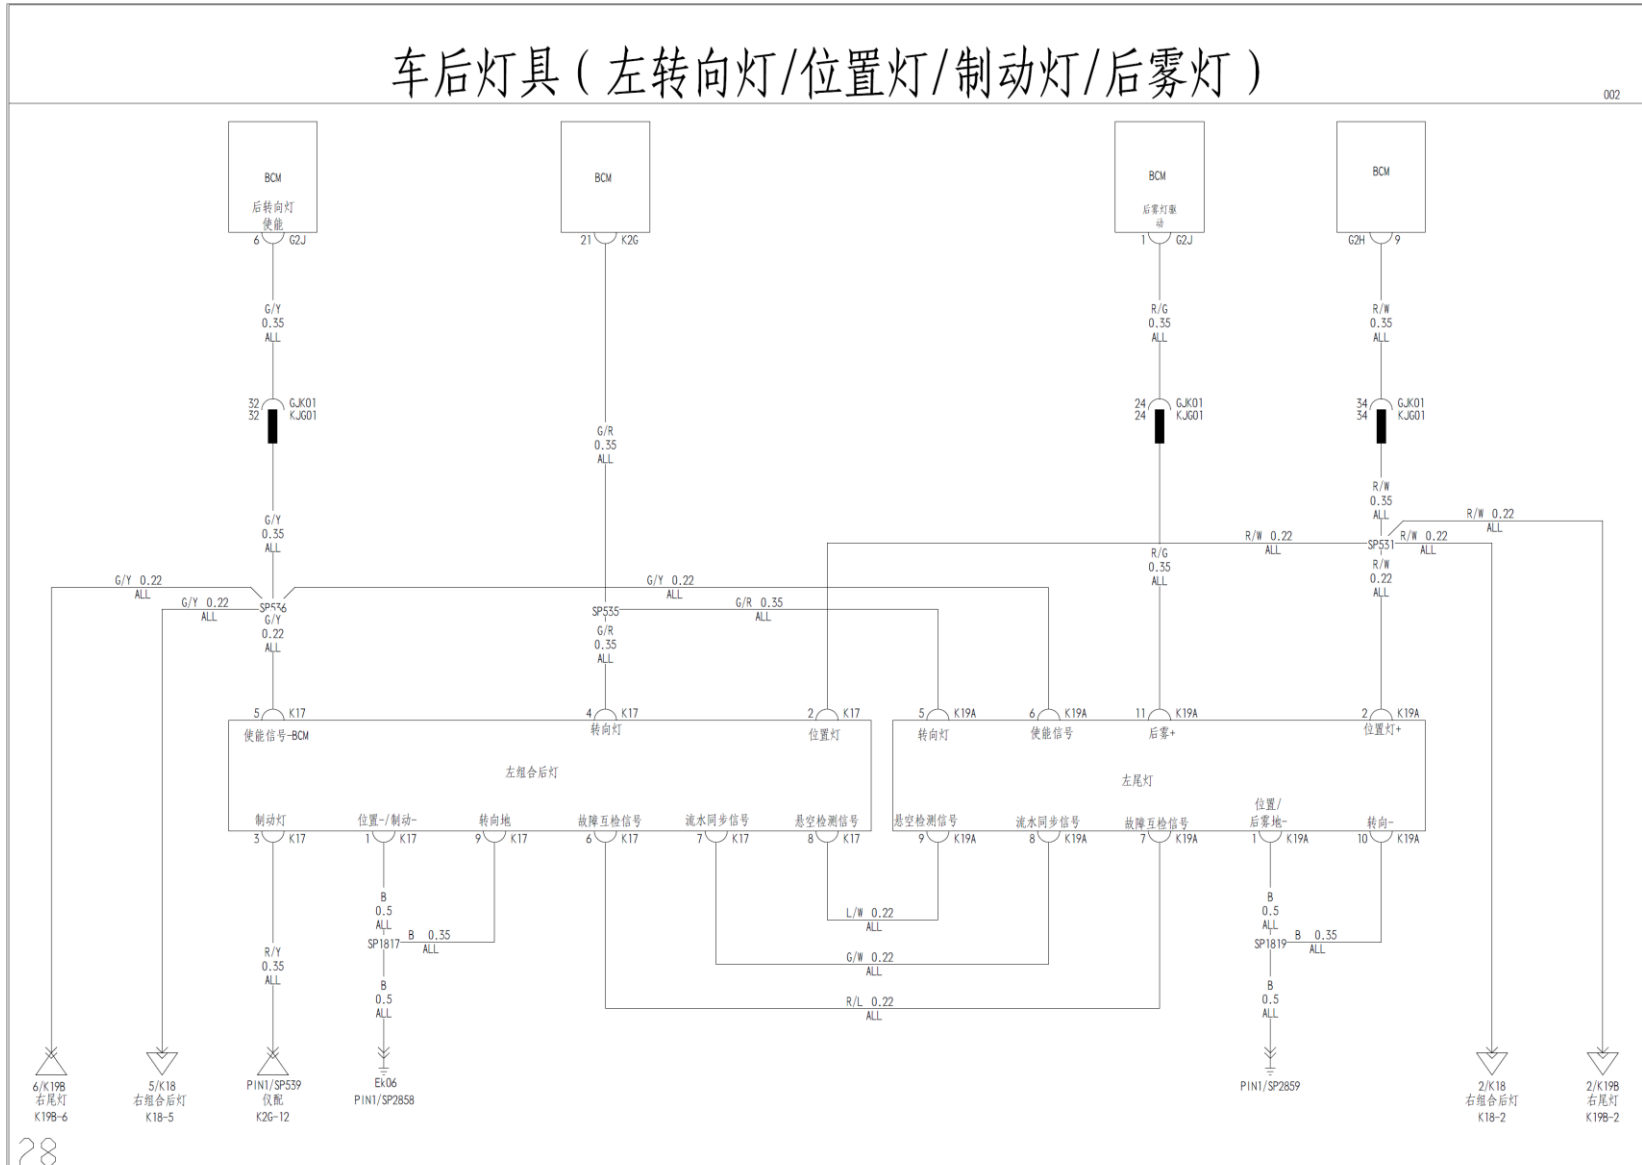 车后灯具（左转向灯/位置灯/制动灯/后雾灯）
002
BCM
后转向灯
使能
6 G2J
BCM
21 K2G
BCM
后雾灯驱
动
1 G2J
BCM
G2H 9
G/Y
0.35
ALL
R/G
0.35
ALL
R/W
0.35
ALL
32 GJK01
32 KJG01
24 GJK01
24 KJG01
34 GJK01
34 KJG01
G/R
0.35
ALL
G/Y
0.35
ALL
R/W
0.35
ALL
R/W 0.22
ALL
R/W 0.22
ALL
SP531
R/W 0.22
ALL
R/G
0.35
ALL
R/W
0.22
ALL
G/Y 0.22
ALL
G/Y 0.22
ALL
SP536
G/Y 0.22
ALL
SP535
G/R 0.35
ALL
G/Y
0.22
ALL
G/R
0.35
ALL
5 K17
使能信号-BCM
4 K17
转向灯
2 K17
位置灯
5 K19A
转向灯
6 K19A
使能信号
11 K19A
后雾+
2 K19A
位置灯+
左组合后灯
左尾灯
制动灯
3 K17
位置-/制动-
1 K17
转向地
9 K17
故障互检信号
6 K17
流水同步信号
7 K17
悬空检测信号
8 K17
悬空检测信号
9 K19A
流水同步信号
8 K19A
故障互检信号
7 K19A
位置/
后雾地-
1 K19A
转向-
10 K19A
B
0.5
ALL
SP1817
B 0.35
ALL
L/W 0.22
ALL
B
0.5
ALL
SP1819
B 0.35
ALL
R/Y
0.35
ALL
B
0.5
ALL
G/W 0.22
ALL
R/L 0.22
ALL
B
0.5
ALL
6/K19B
右尾灯
K19B-6
5/K18
右组合后灯
K18-5
PIN1/SP539
仪配
K2G-12
Ek06
PIN1/SP2858
PIN1/SP2859
2/K18
右组合后灯
K18-2
2/K19B
右尾灯
K19B-2
28